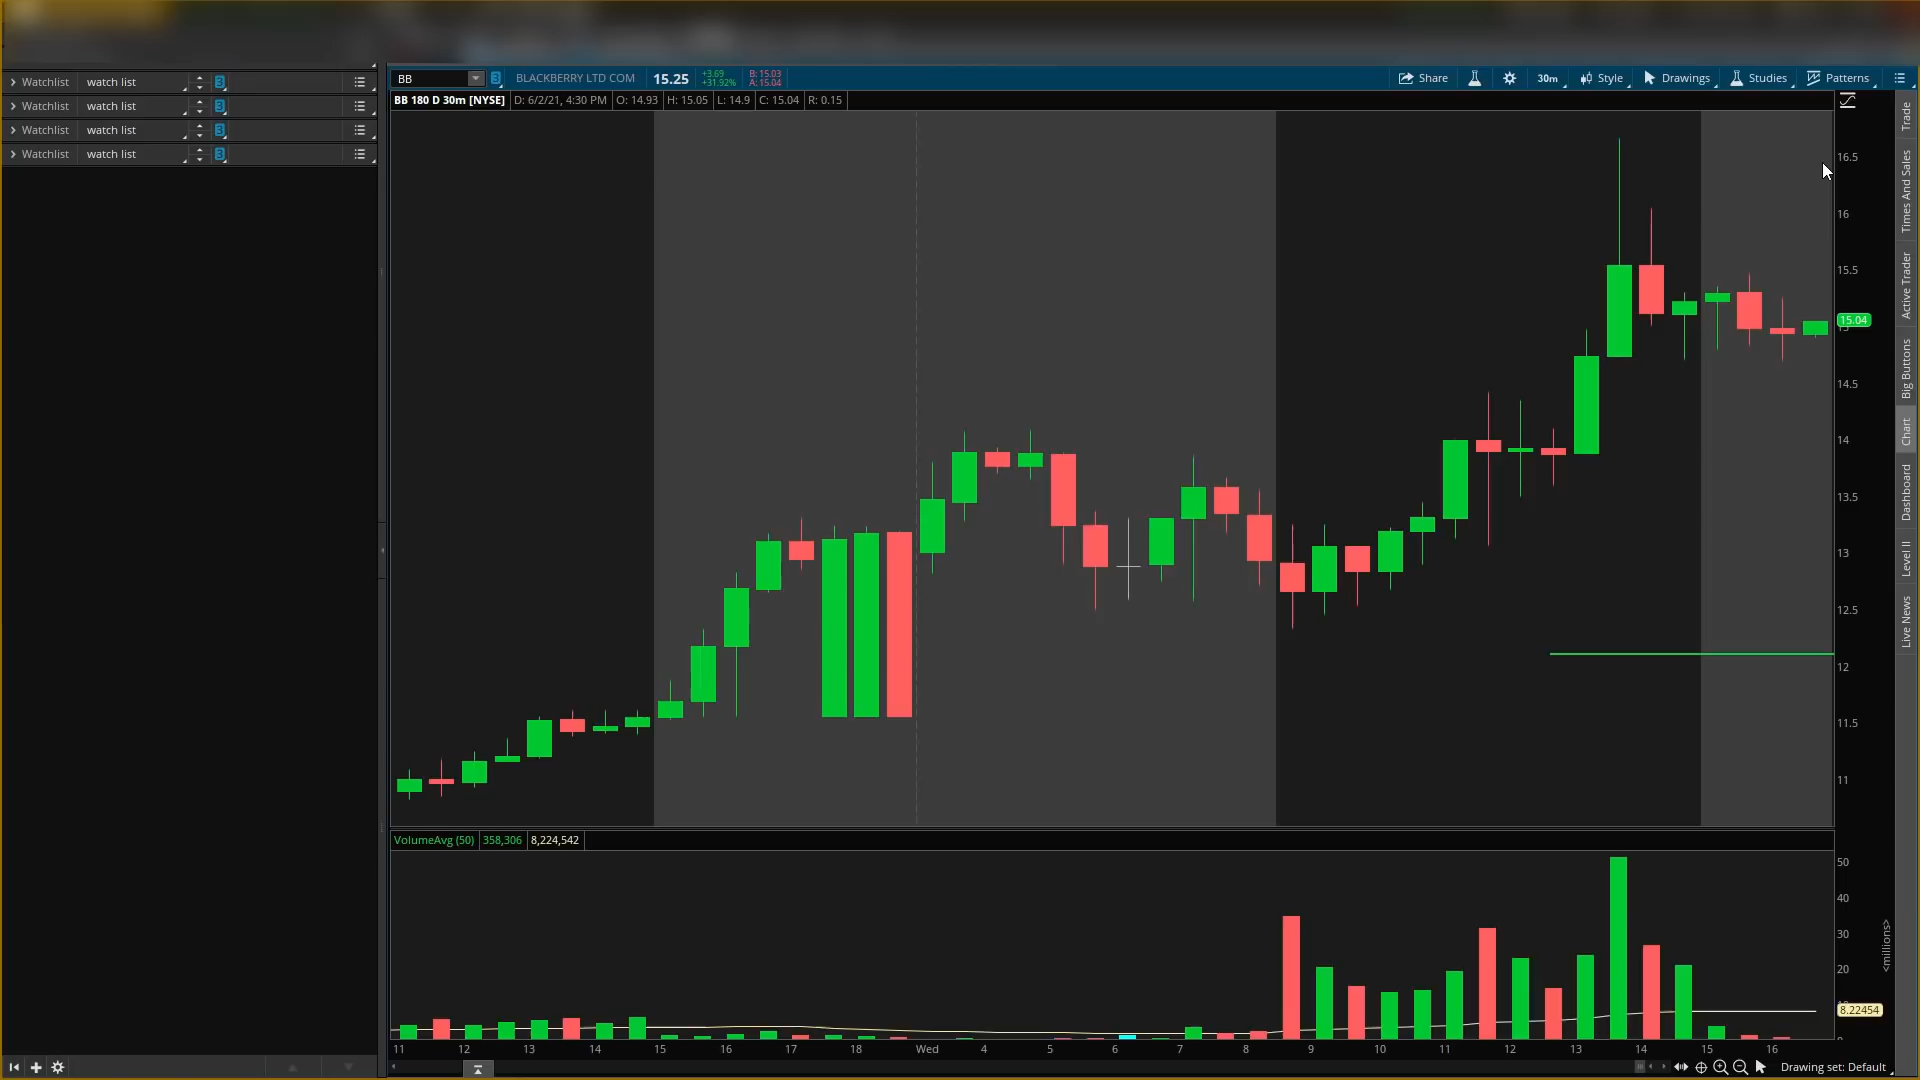 Watchlist watch list 3
Watchlist watch list 3
Watchlist watch list 3
Watchlist watch list 3
BB 3 BLACKBERRY LTD COM 15.25 +3.69 +31.92% B: 15.03 A: 15.04 Share 30m Style Drawings Studies Patterns
BB 180 D 30m [NYSE] D: 6/2/21, 4:30 PM O: 14.93 H: 15.05 L: 14.9 C: 15.04 R: 0.15
16.5
16
15.5
15.04
14.5
14
13.5
13
12.5
12
11.5
11
VolumeAvg (50) 358,306 8,224,542
50
40
30
20
8.22454
<millions>
11 12 13 14 15 16 17 18 Wed 4 5 6 7 8 9 10 11 12 13 14 15 16
Drawing set: Default
Trade
Times And Sales
Active Trader
Big Buttons
Chart
Dashboard
Level II
Live News